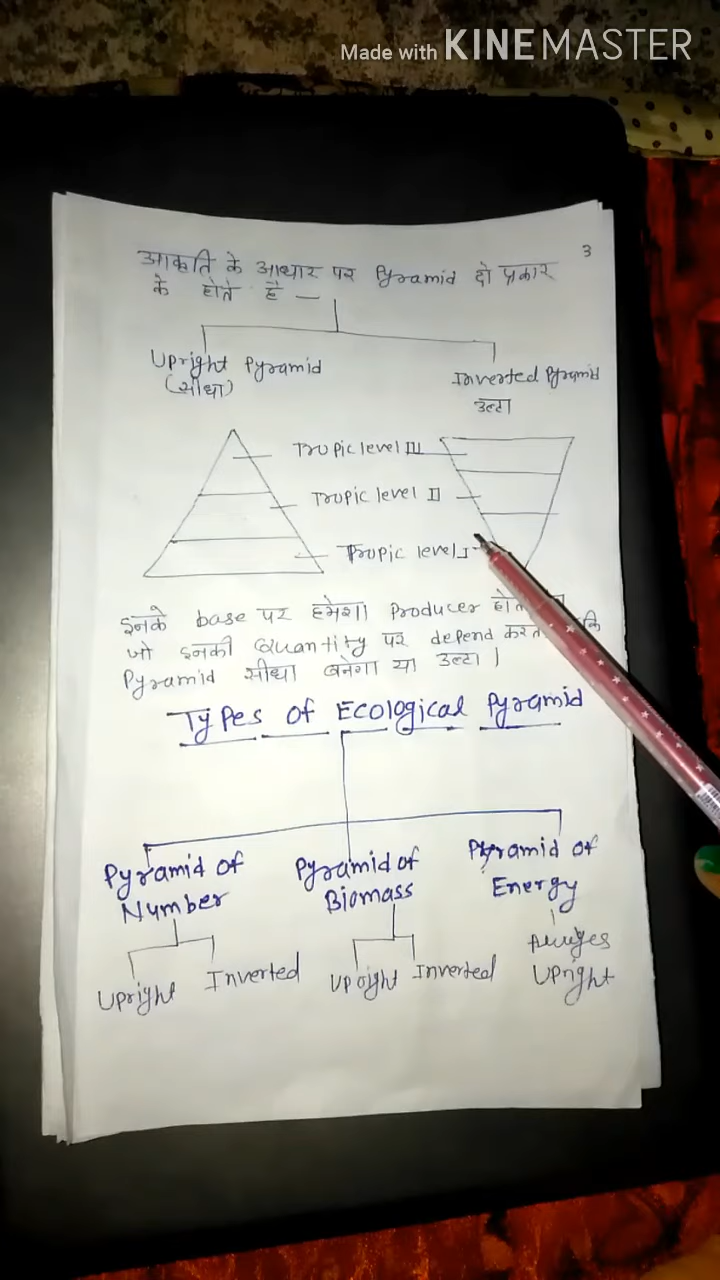 Made with KINEMASTER
3
आकृति के आधार पर Pyramid दो प्रकार
के होते है —
Upright Pyramid
(सीधा)
Inverted Pyramid
उल्टा
Tropic level III
Tropic level II
Tropic level I
इनके base पर हमेशा Producer
जो इनकी Quantity पर depend कि
Pyramid सीधा बनेगा या उल्टा |
Types of Ecological Pyramid
Pyramid of
Number
Pyramid of
Biomass
Pyramid of
Energy
Upright
Inverted
Upright
Inverted
Upright